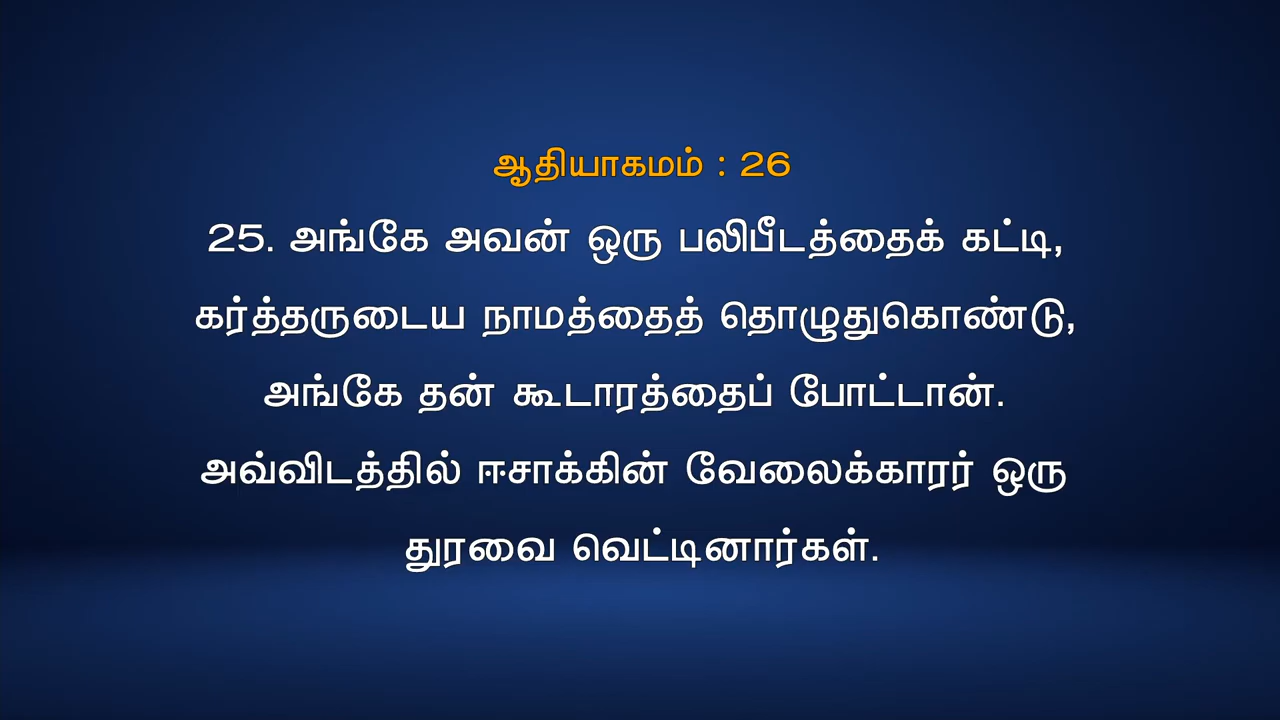 ஆதியாகமம் : 26
25. அங்கே அவன் ஒரு பலிபீடத்தைக் கட்டி,
கர்த்தருடைய நாமத்தைத் தொழுதுகொண்டு,
அங்கே தன் கூடாரத்தைப் போட்டான்.
அவ்விடத்தில் ஈசாக்கின் வேலைக்காரர் ஒரு
துரவை வெட்டினார்கள்.